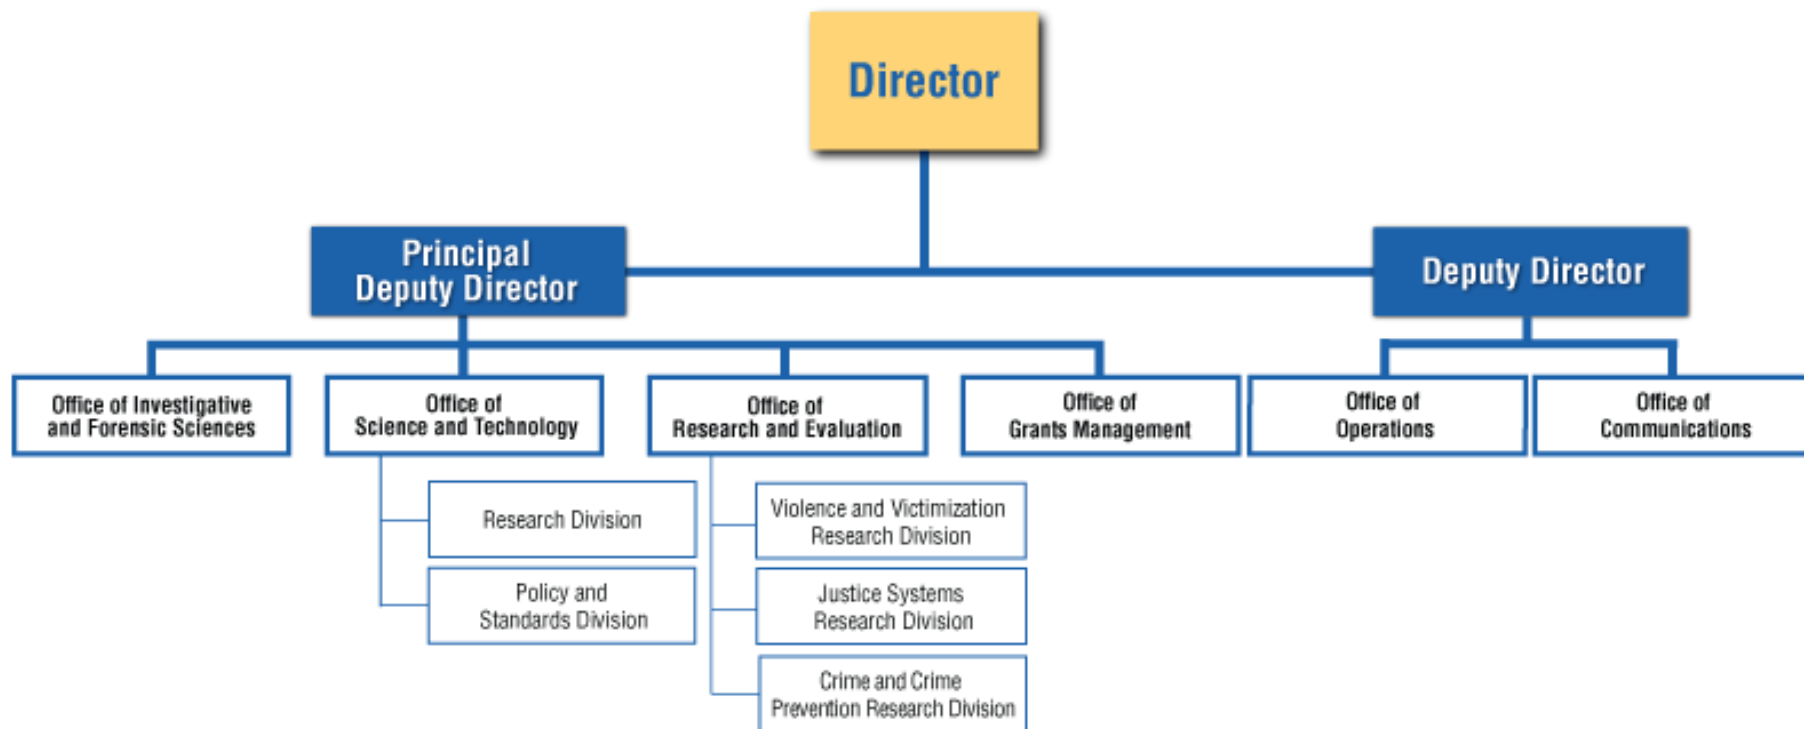 Director
Principal
Deputy Director
Deputy Director
Office of Investigative
and Forensic Sciences
Office of
Science and Technology
Office of
Research and Evaluation
Office of
Grants Management
Office of
Operations
Office of
Communications
Research Division
Policy and
Standards Division
Violence and Victimization
Research Division
Justice Systems
Research Division
Crime and Crime
Prevention Research Division